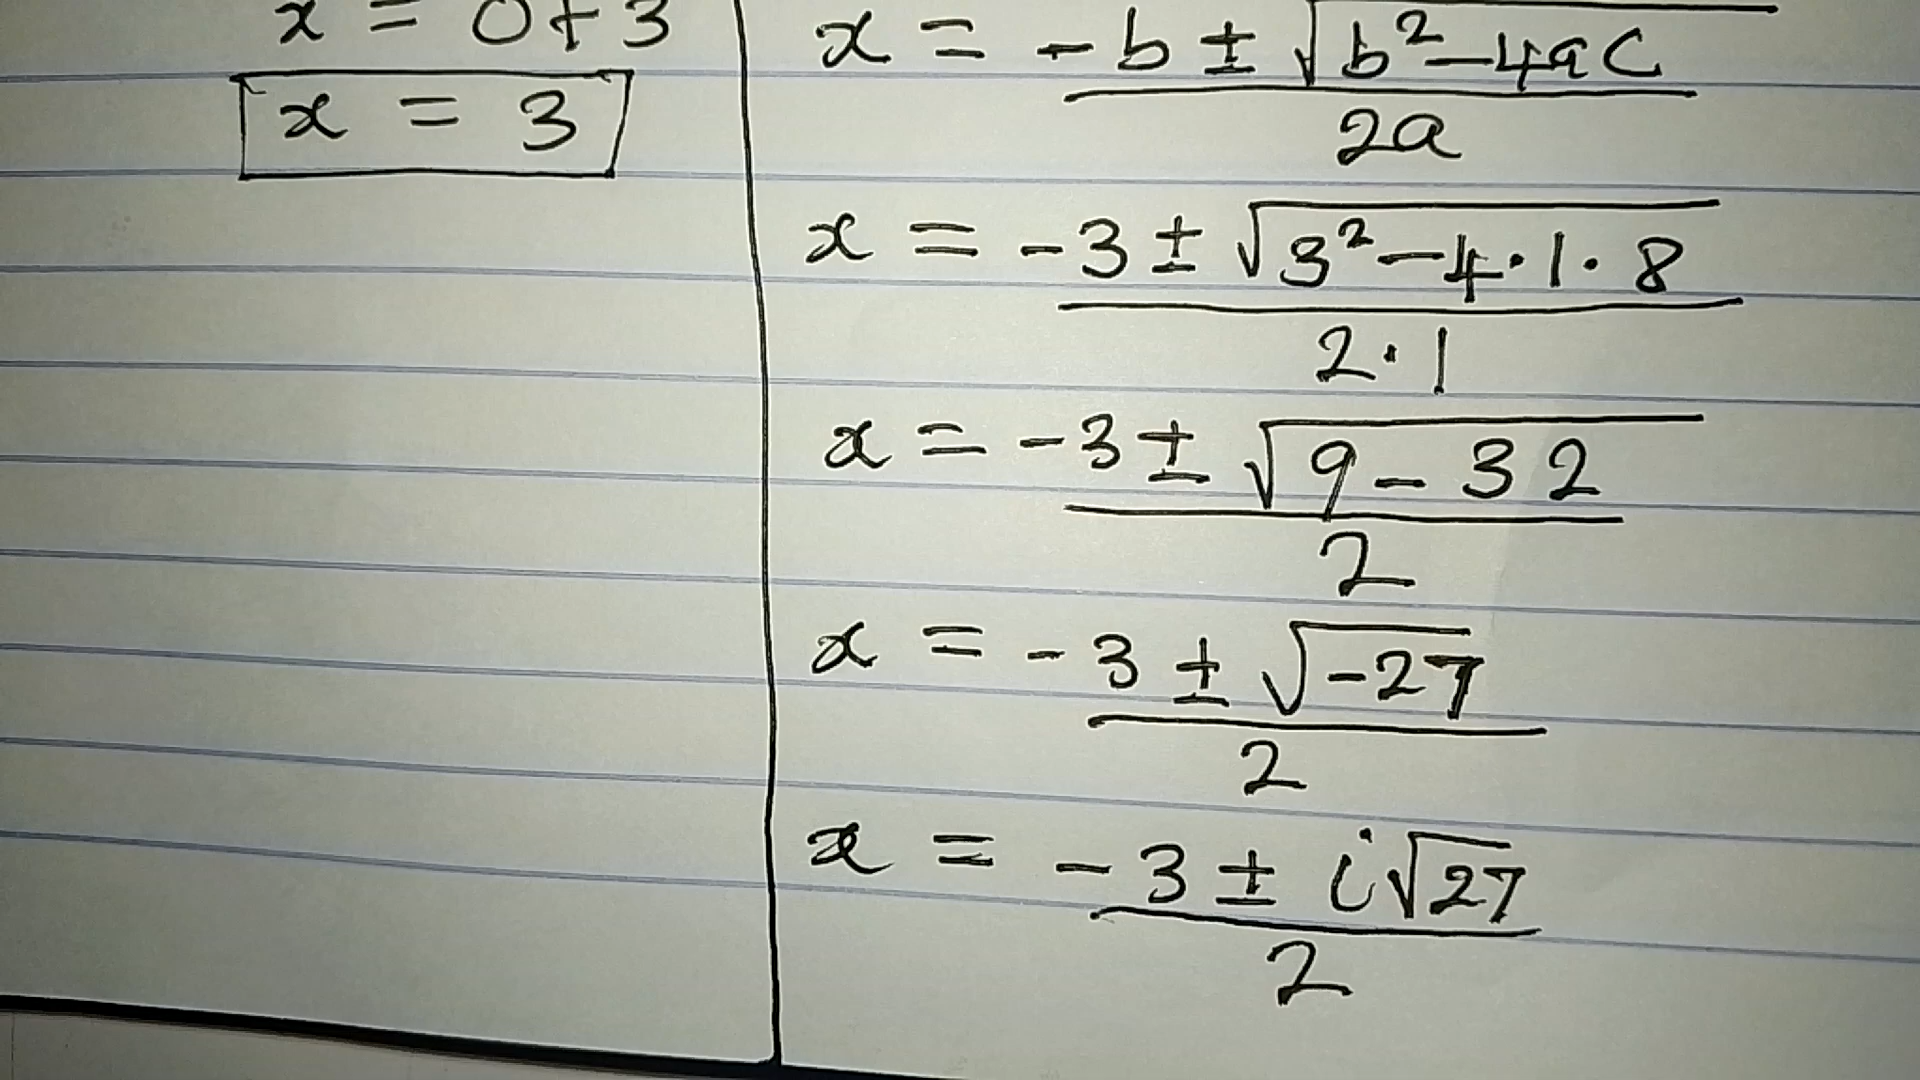 x = 0+3
x = 3
x = -b ± √b²-4ac
2a
x = -3 ± √3²-4·1·8
2·1
x = -3 ± √9-32
2
x = -3 ± √-27
2
x = -3 ± i√27
2